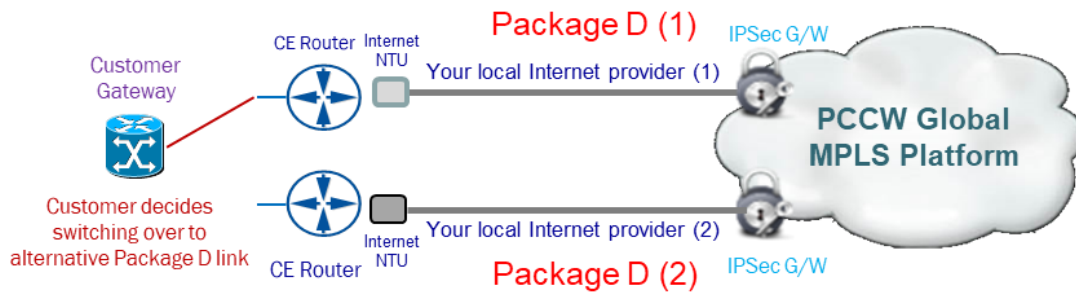 Package D (1)
CE Router
Internet
NTU
IPSec G/W
Customer
Gateway
Your local Internet provider (1)
PCCW Global
MPLS Platform
Customer decides
switching over to
alternative Package D link
Your local Internet provider (2)
Internet
NTU
CE Router
Package D (2)
IPSec G/W